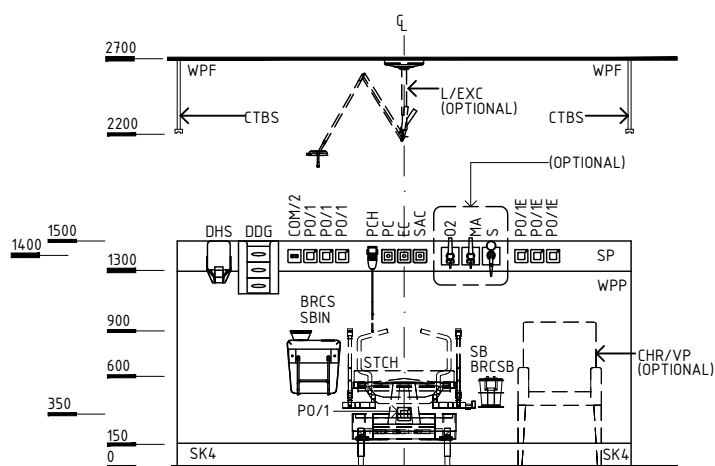 ℄
2700
WPF
WPF
L/EXC
(OPTIONAL)
CTBS
CTBS
2200
(OPTIONAL)
COM/2
PO/1
PO/1
PO/1
PCH
PC
EC
SAC
O2
MA
S
PO/1E
PO/1E
PO/1E
DHS
DDG
1500
1400
SP
1300
WPP
BRCS
SBIN
900
STCH
SB
BRCSB
CHR/VP
(OPTIONAL)
600
350
PO/1
150
SK4
SK4
0